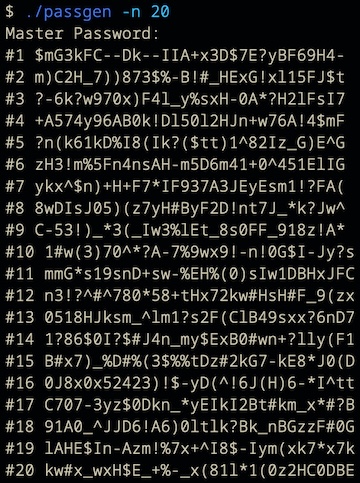 $ ./passgen -n 20
Master Password:
#1 $mG3kFC--Dk--IIA+x3D$7E?yBF69H4-
#2 m)C2H_7))873$%-B!#_HExG!xl15FJ$t
#3 ?-6k?w970x)F4l_y%sxH-0A*?H2lFsI7
#4 +A574y96AB0k!Dl50l2HJn+w76A!4$mF
#5 ?n(k61kD%I8(Ik?($tt)1^82Iz_G)E^G
#6 zH3!m%5Fn4nsAH-m5D6m41+0^451ElIG
#7 ykx^$n)+H+F7*IF937A3JEyEsm1!?FA(
#8 8wDIsJ05)(z7yH#ByF2D!nt7J_*k?Jw^
#9 C-53!)_*3(_Iw3%lEt_8s0FF_918z!A*
#10 1#w(3)70^*?A-7%9wx9!-n!0G$I-Jy?s
#11 mmG*s19snD+sw-%EH%(0)sIw1DBHxJFC
#12 n3!?^#^780*58+tHx72kw#HsH#F_9(zx
#13 0518HJksm_^lm1?s2F(ClB49sxx?6nD7
#14 1?86$0I?$#J4n_my$ExB0#wn+?lly(F1
#15 B#x7)_%D#%(3$%%tDz#2kG7-kE8*J0(D
#16 0J8x0x52423)!$-yD(^!6J(H)6-*I^tt
#17 C707-3yz$0Dkn_*yEIkI2Bt#km_x*#?B
#18 91A0_^JJD6!A6)0ltlk?Bk_nBGzzF#0G
#19 lAHE$In-Azm!%7x+^I8$-Iym(xk7*x7k
#20 kw#x_wxH$E_+%-_x(81l*1(0z2HC0DBE